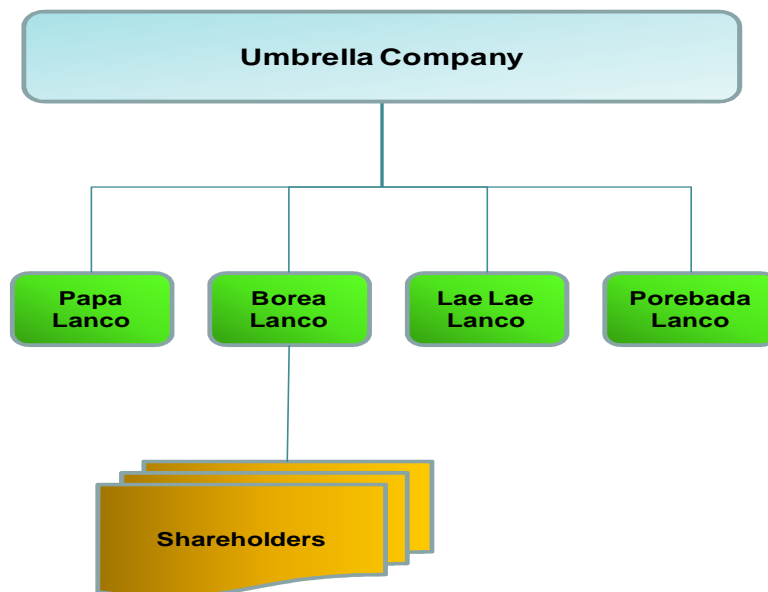 Umbrella Company
Papa
Lanco
Borea
Lanco
Lae Lae
Lanco
Porebada
Lanco
Shareholders